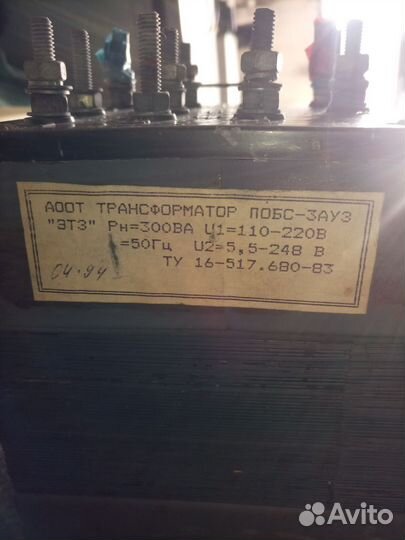 АООТ ТРАНСФОРМАТОР ПОБС-3АУЗ
"ЭТЗ" Рн=300ВА U1=110-220В
=50Гц U2=5,5-248 В
ТУ 16-517.680-83
04.94
Avito